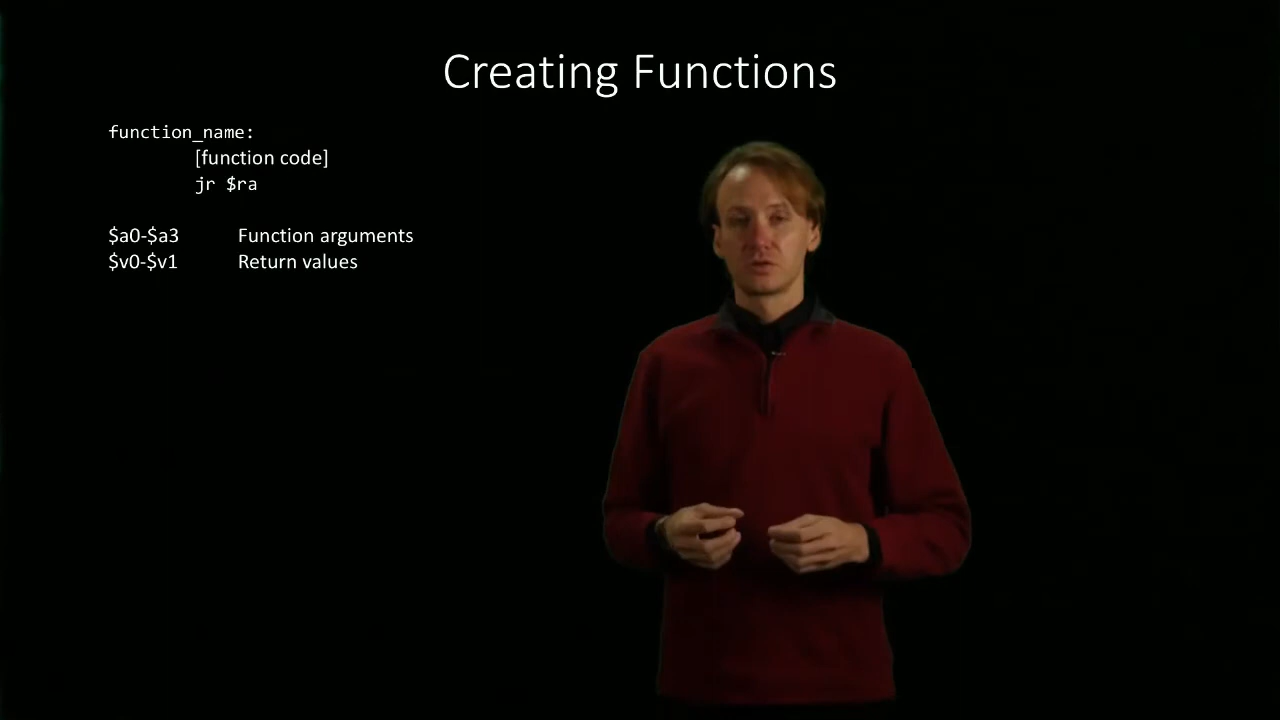 Creating Functions
function_name:
[function code]
jr $ra
$a0-$a3 Function arguments
$v0-$v1 Return values